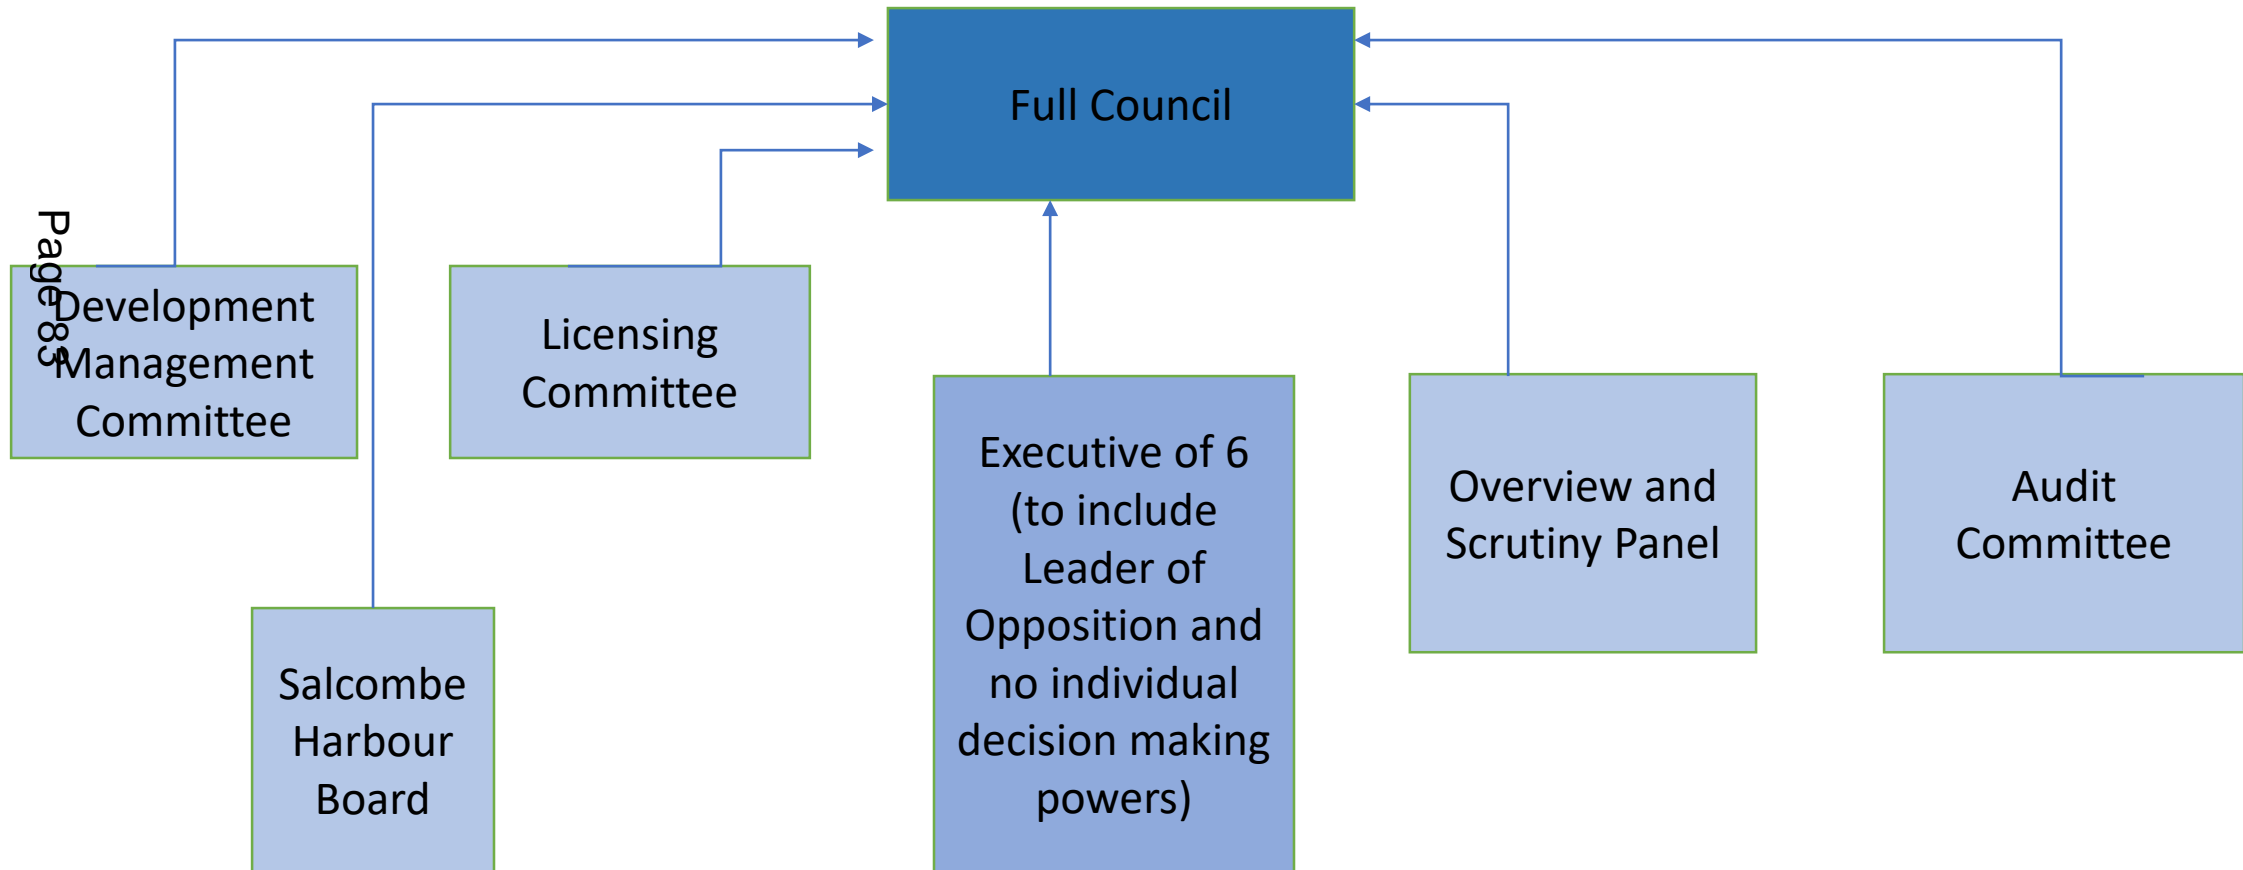 Full Council
Page 83
Development
Management
Committee
Licensing
Committee
Executive of 6
(to include
Leader of
Opposition and
no individual
decision making
powers)
Overview and
Scrutiny Panel
Audit
Committee
Salcombe
Harbour
Board